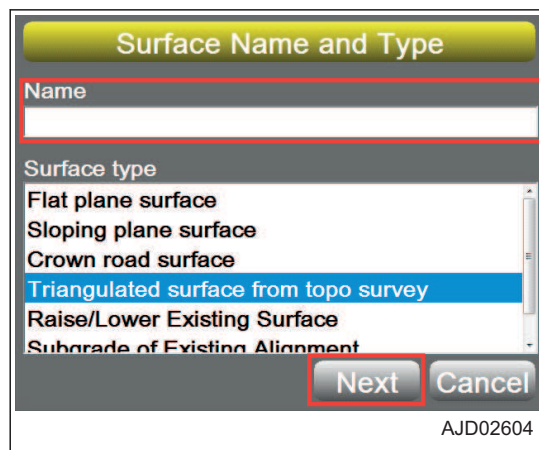 Surface Name and Type
Name
Surface type
Flat plane surface
Sloping plane surface
Crown road surface
Triangulated surface from topo survey
Raise/Lower Existing Surface
Subgrade of Existing Alignment
Next Cancel
AJD02604